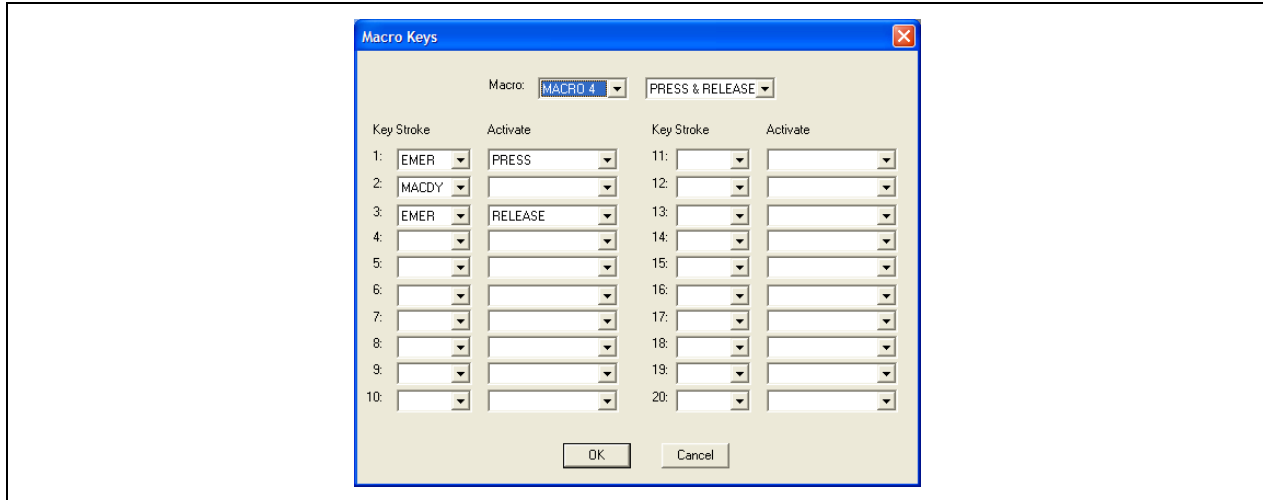 Macro Keys
Macro: MACRO 4 PRESS & RELEASE
Key Stroke Activate Key Stroke Activate
1: EMER PRESS 11:
2: MACDY 12:
3: EMER RELEASE 13:
4: 14:
5: 15:
6: 16:
7: 17:
8: 18:
9: 19:
10: 20:
OK Cancel